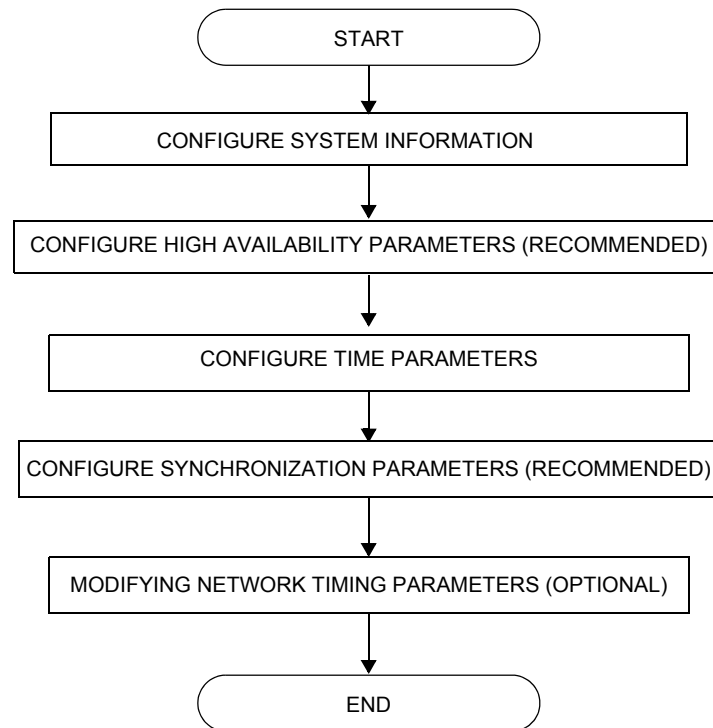 START
CONFIGURE SYSTEM INFORMATION
CONFIGURE HIGH AVAILABILITY PARAMETERS (RECOMMENDED)
CONFIGURE TIME PARAMETERS
CONFIGURE SYNCHRONIZATION PARAMETERS (RECOMMENDED)
MODIFYING NETWORK TIMING PARAMETERS (OPTIONAL)
END